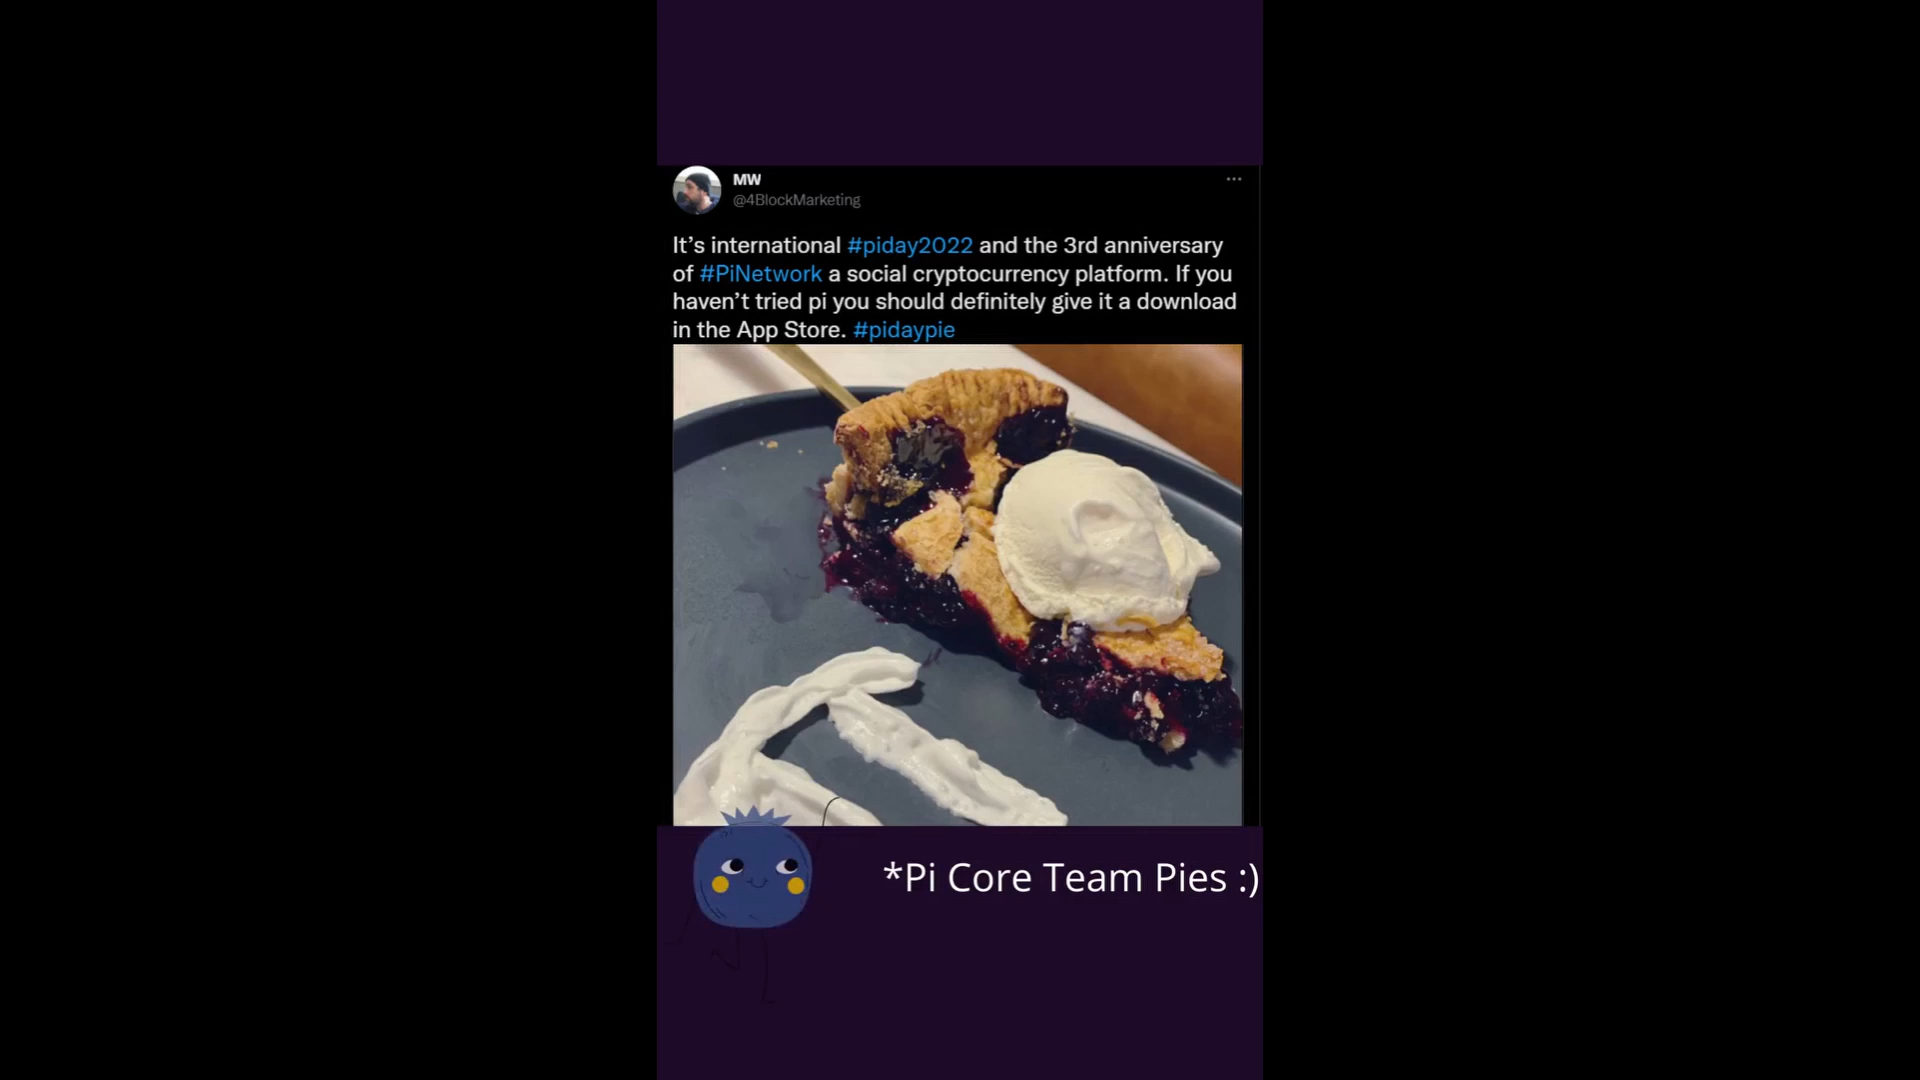 MW
@4BlockMarketing
It’s international #piday2022 and the 3rd anniversary
of #PiNetwork a social cryptocurrency platform. If you
haven’t tried pi you should definitely give it a download
in the App Store. #pidaypie
*Pi Core Team Pies :)